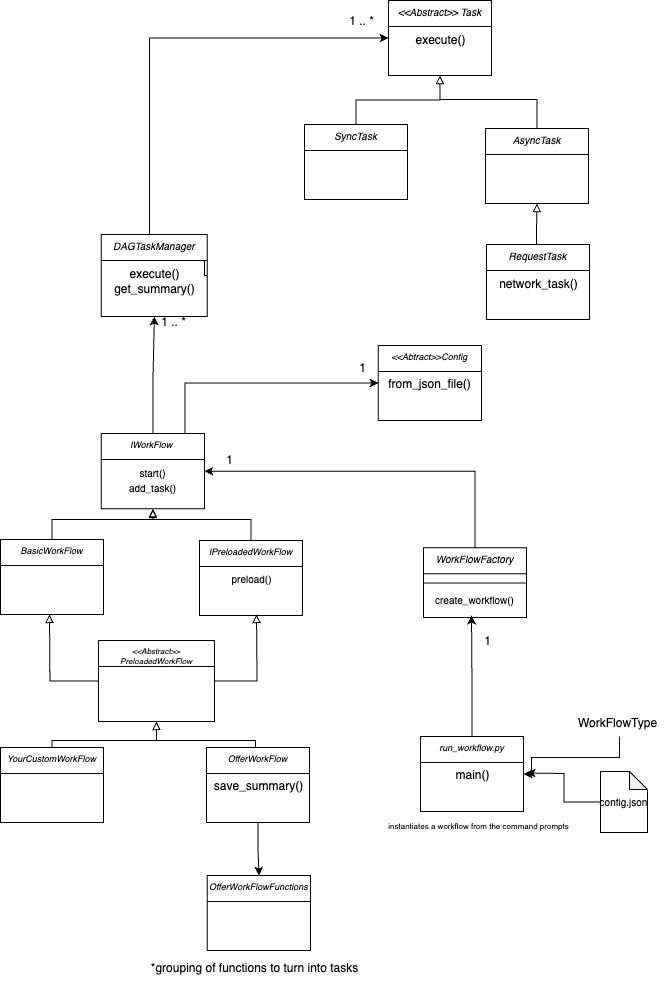 <<Abstract>> Task
1 .. *
execute()
SyncTask
AsyncTask
DAGTaskManager
execute()
get_summary()
RequestTask
network_task()
1 .. *
<<Abtract>>Config
1
from_json_file()
IWorkFlow
start()
add_task()
1
BasicWorkFlow
IPreloadedWorkFlow
preload()
WorkFlowFactory
create_workflow()
<<Abstract>>
PreloadedWorkFlow
1
WorkFlowType
YourCustomWorkFlow
OfferWorkFlow
save_summary()
run_workflow.py
main()
config.json
instantiates a workflow from the command prompts
OfferWorkFlowFunctions
*grouping of functions to turn into tasks